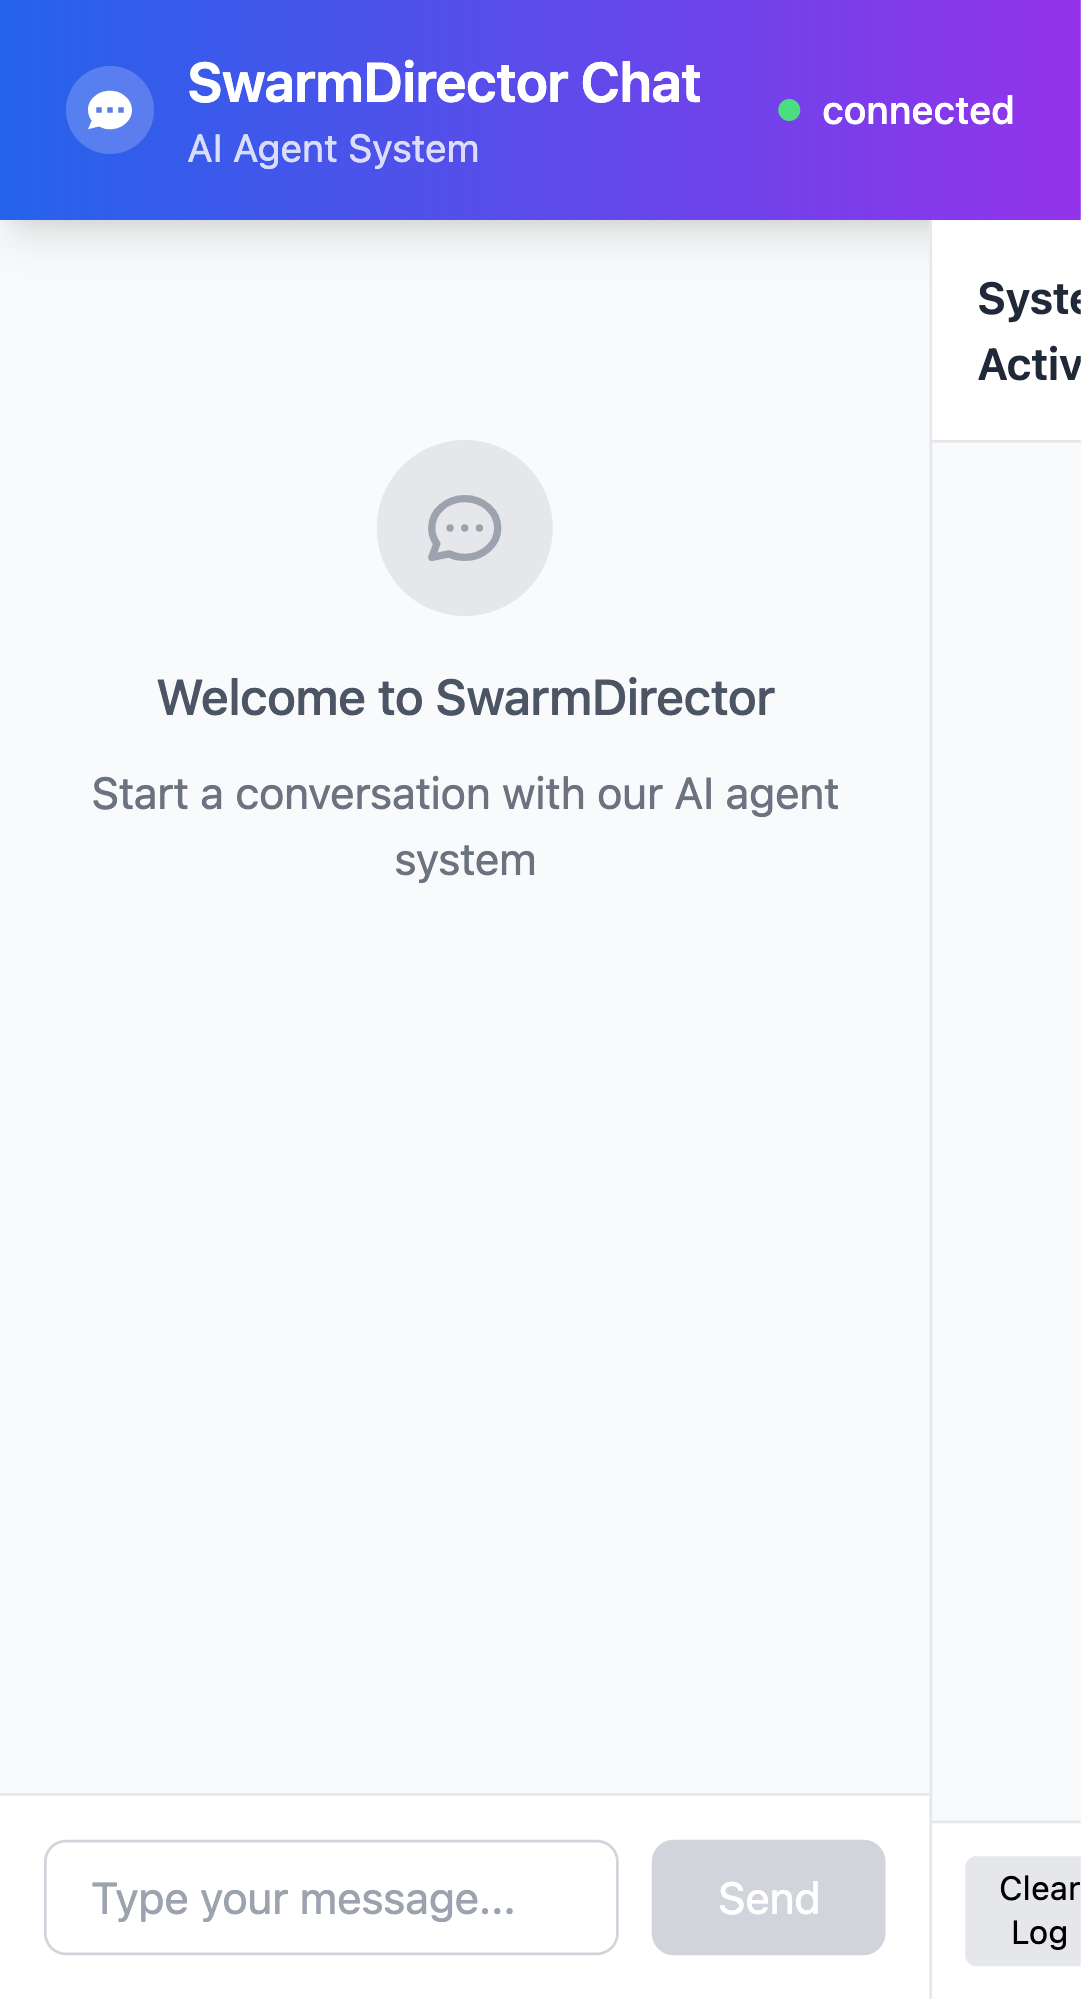 SwarmDirector Chat
AI Agent System
connected
Syste
Activ
Welcome to SwarmDirector
Start a conversation with our AI agent
system
Type your message...
Send
Clear
Log